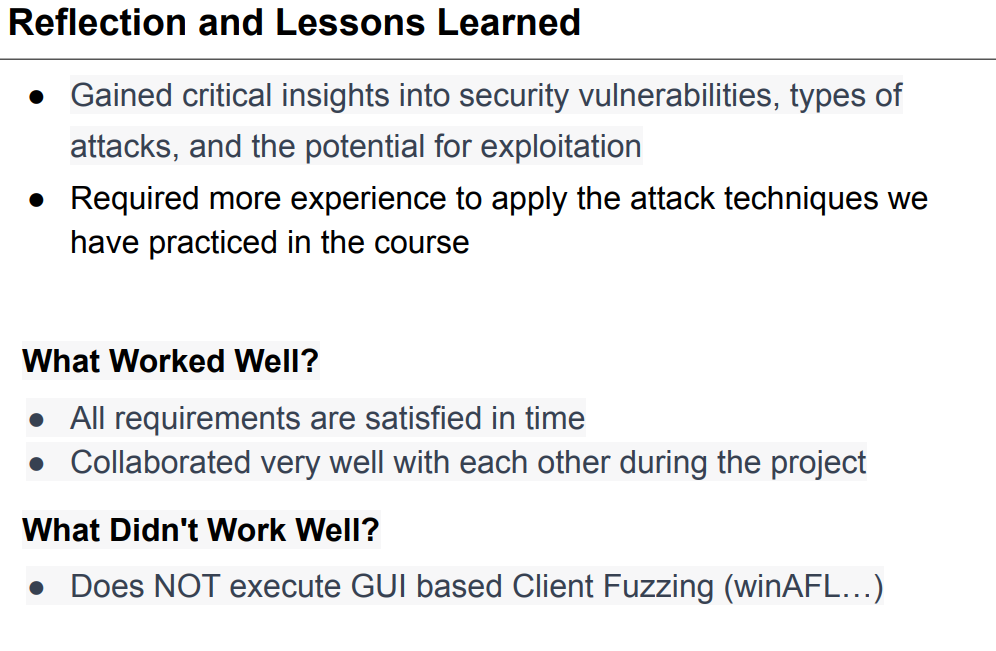 Reflection and Lessons Learned
● Gained critical insights into security vulnerabilities, types of
attacks, and the potential for exploitation
● Required more experience to apply the attack techniques we
have practiced in the course
What Worked Well?
● All requirements are satisfied in time
● Collaborated very well with each other during the project
What Didn't Work Well?
● Does NOT execute GUI based Client Fuzzing (winAFL…)